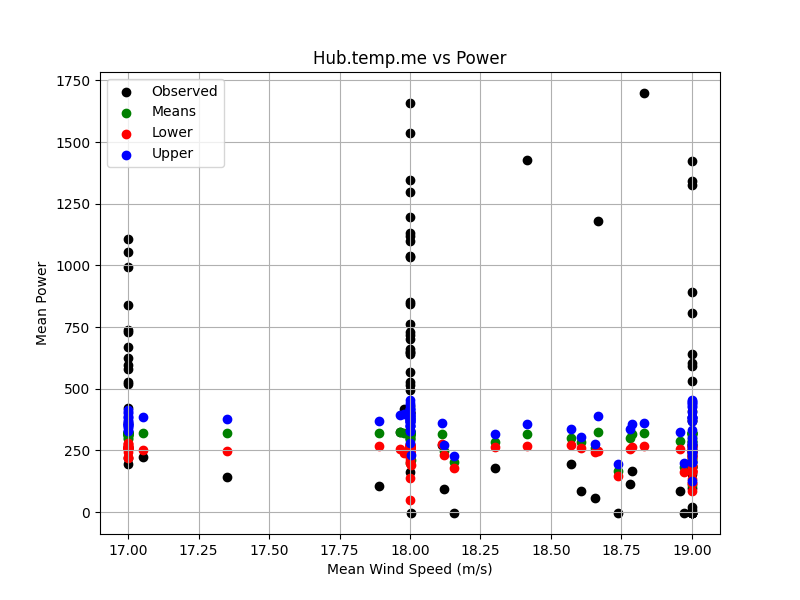 Hub.temp.me vs Power
Observed
Means
Lower
Upper
1750
1500
1250
1000
750
500
250
0
Mean Power
17.00 17.25 17.50 17.75 18.00 18.25 18.50 18.75 19.00
Mean Wind Speed (m/s)